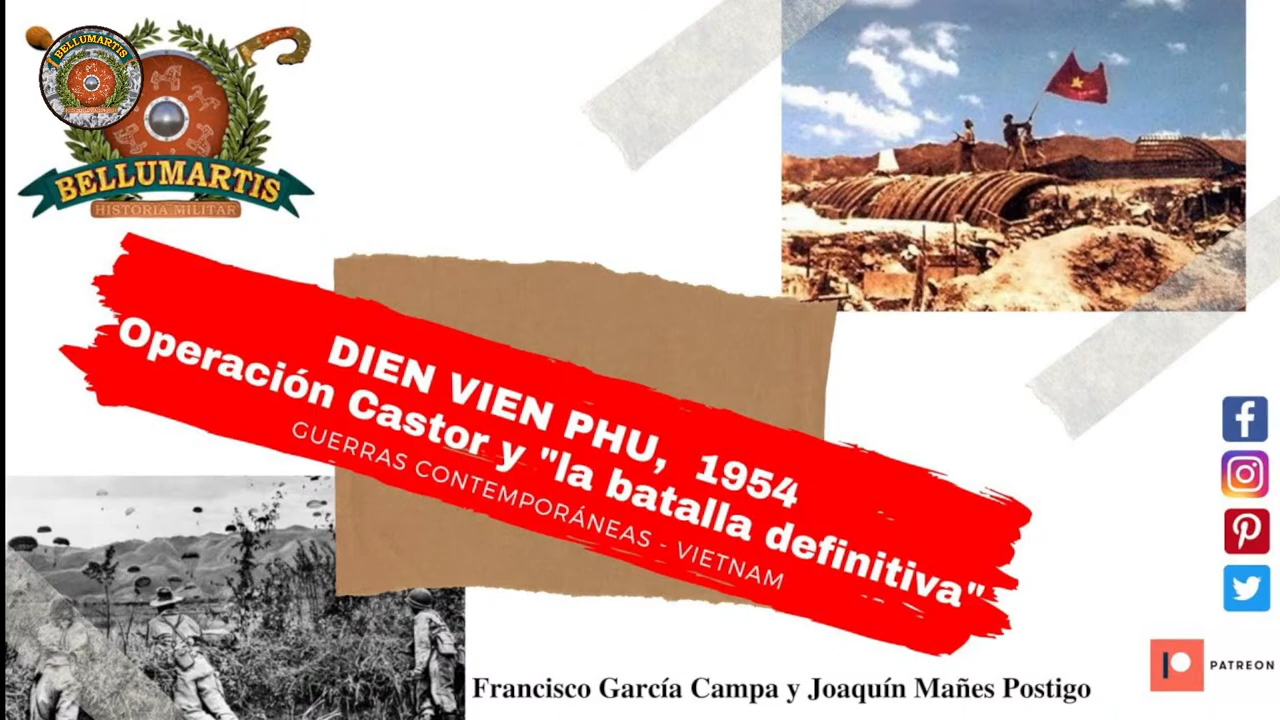 BELLUMARTIS
BELLUMARTIS
HISTORIA MILITAR
DIEN VIEN PHU, 1954
Operación Castor y "la batalla definitiva"
GUERRAS CONTEMPORÁNEAS - VIETNAM
PATREON
Francisco García Campa y Joaquín Mañes Postigo